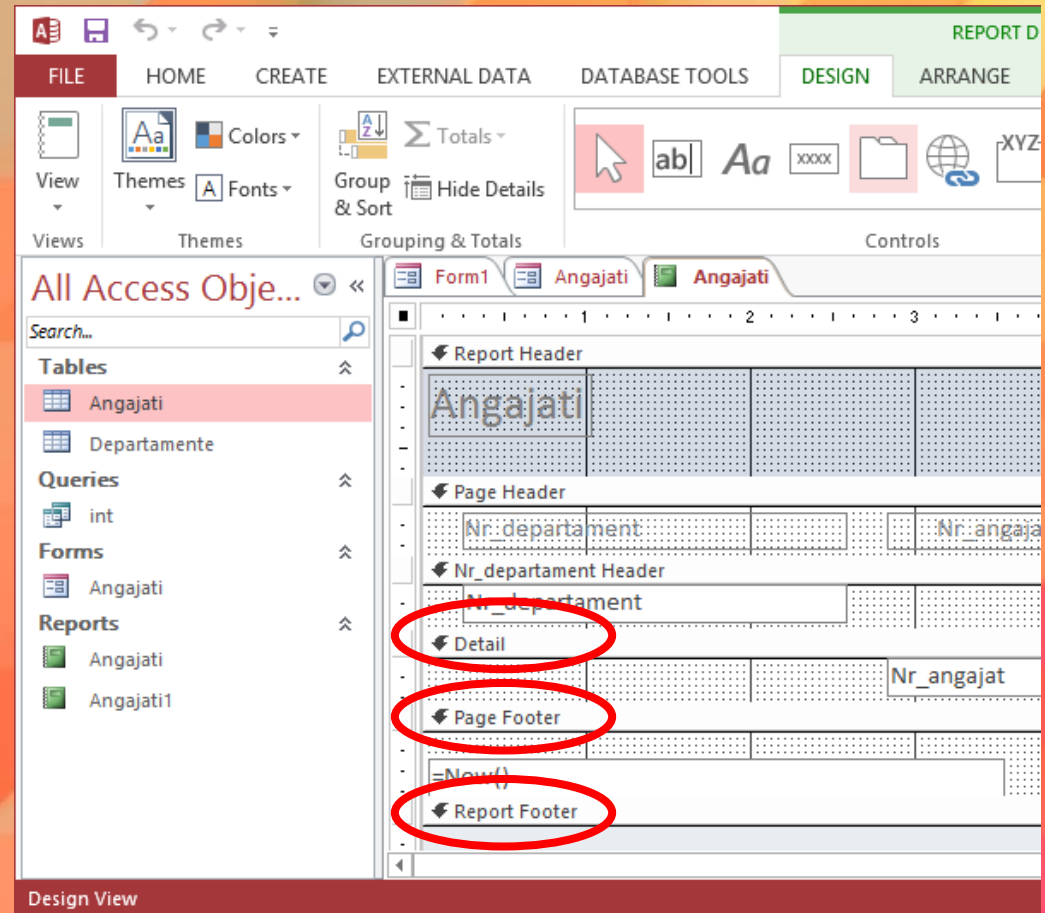 REPORT D
FILE HOME CREATE EXTERNAL DATA DATABASE TOOLS DESIGN ARRANGE
View
Themes
Aa
Colors
A Fonts
Group & Sort
A Z
Σ Totals
Hide Details
ab
Aa
XXXX
XYZ
Views Themes Grouping & Totals Controls
All Access Obje... «
Search...
Tables
Angajati
Departamente
Queries
int
Forms
Angajati
Reports
Angajati
Angajati1
Form1 Angajati Angajati
1 2 3
Report Header
Angajati
Page Header
Nr_departament Nr_angaja
Nr_departament Header
Nr_departament
Detail
Nr_angajat
Page Footer
=Now()
Report Footer
Design View